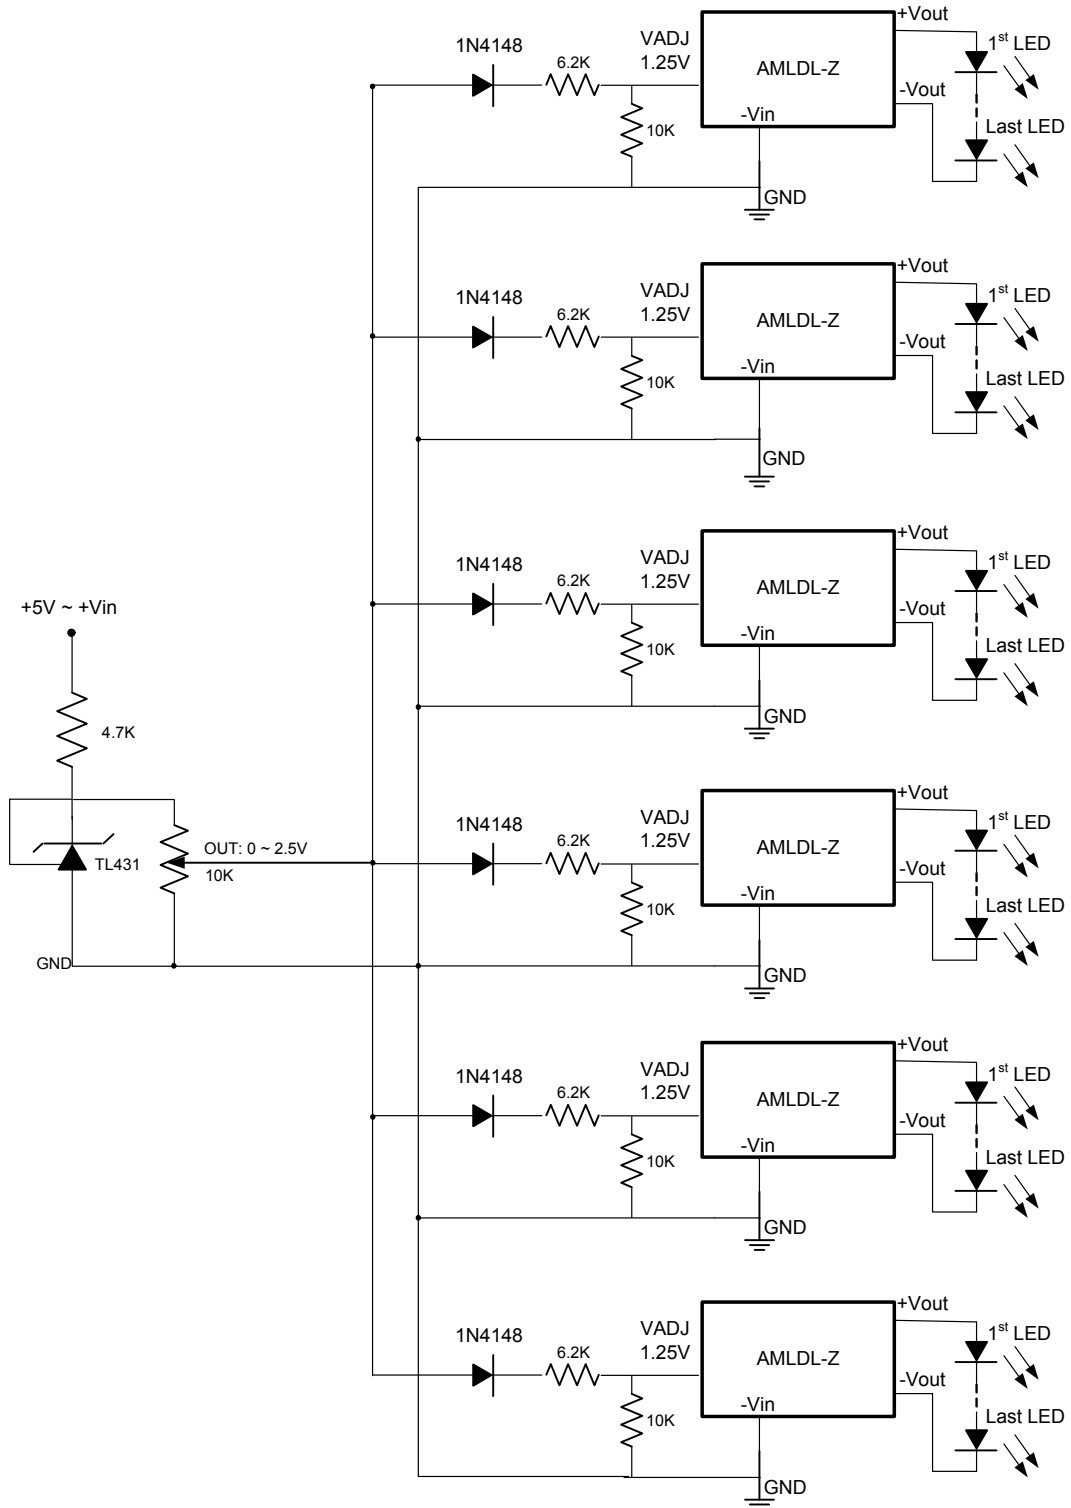 +Vout
1N4148
VADJ
1.25V
6.2K
AMLDL-Z
1st LED
-Vout
-Vin
10K
Last LED
GND
+Vout
1N4148
VADJ
1.25V
6.2K
AMLDL-Z
1st LED
-Vout
-Vin
10K
Last LED
GND
+Vout
1N4148
VADJ
1.25V
6.2K
AMLDL-Z
1st LED
-Vout
-Vin
10K
Last LED
GND
+5V ~ +Vin
4.7K
TL431
OUT: 0 ~ 2.5V
10K
GND
+Vout
1N4148
VADJ
1.25V
6.2K
AMLDL-Z
1st LED
-Vout
-Vin
10K
Last LED
GND
+Vout
1N4148
VADJ
1.25V
6.2K
AMLDL-Z
1st LED
-Vout
-Vin
10K
Last LED
GND
+Vout
1N4148
VADJ
1.25V
6.2K
AMLDL-Z
1st LED
-Vout
-Vin
10K
Last LED
GND